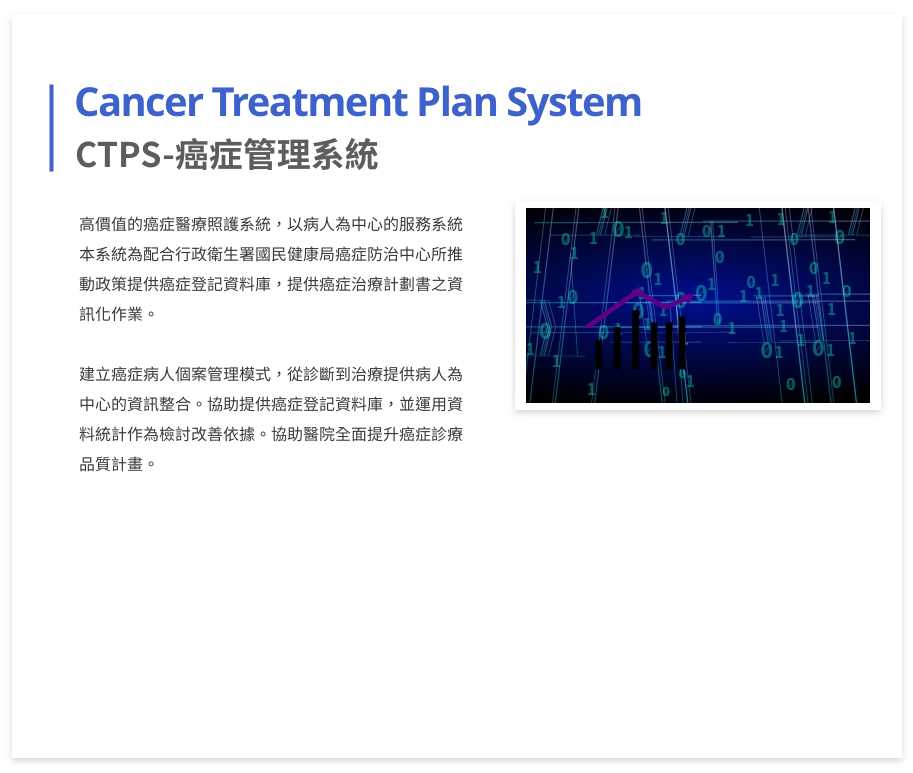 Cancer Treatment Plan System
CTPS-癌症管理系統
高價值的癌症醫療照護系統，以病人為中心的服務系統
本系統為配合行政衛生署國民健康局癌症防治中心所推
動政策提供癌症登記資料庫，提供癌症治療計劃書之資
訊化作業。
建立癌症病人個案管理模式，從診斷到治療提供病人為
中心的資訊整合。協助提供癌症登記資料庫，並運用資
料統計作為檢討改善依據。協助醫院全面提升癌症診療
品質計畫。